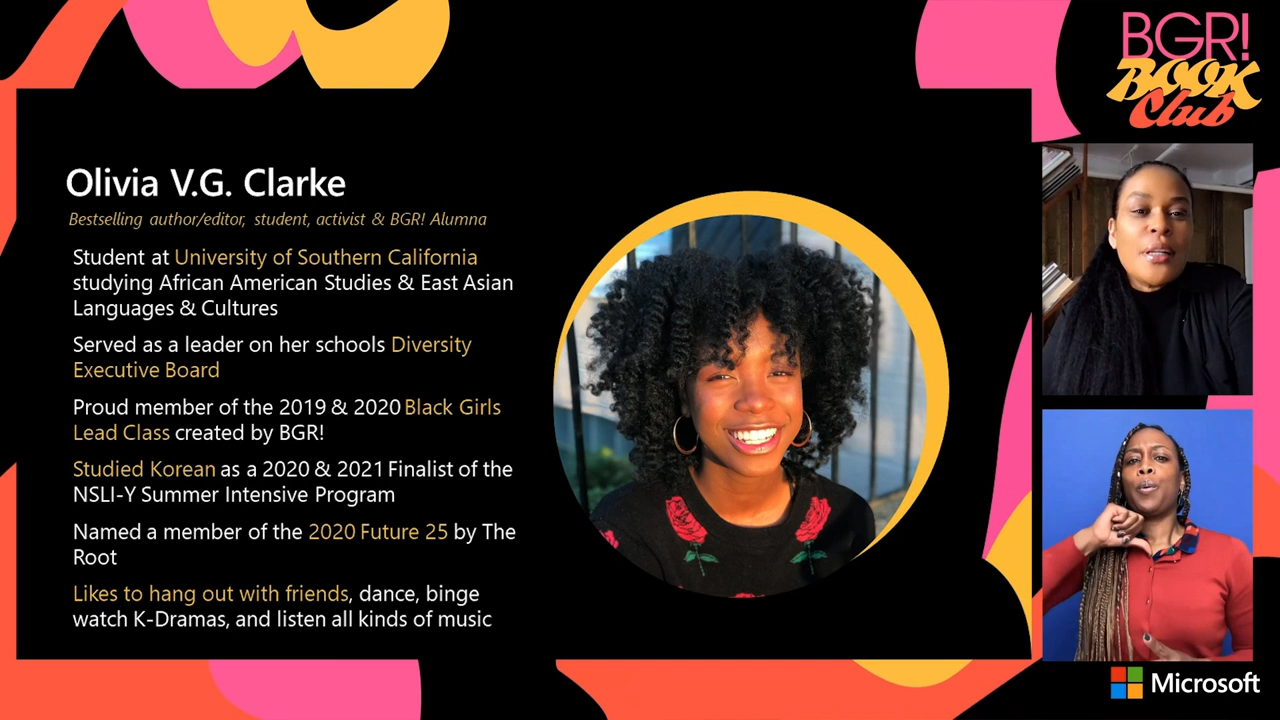 BGR!
BOOK
Club
Olivia V.G. Clarke
Bestselling author/editor, student, activist & BGR! Alumna
Student at University of Southern California
studying African American Studies & East Asian
Languages & Cultures
Served as a leader on her schools Diversity
Executive Board
Proud member of the 2019 & 2020 Black Girls
Lead Class created by BGR!
Studied Korean as a 2020 & 2021 Finalist of the
NSLI-Y Summer Intensive Program
Named a member of the 2020 Future 25 by The
Root
Likes to hang out with friends, dance, binge
watch K-Dramas, and listen all kinds of music
Microsoft